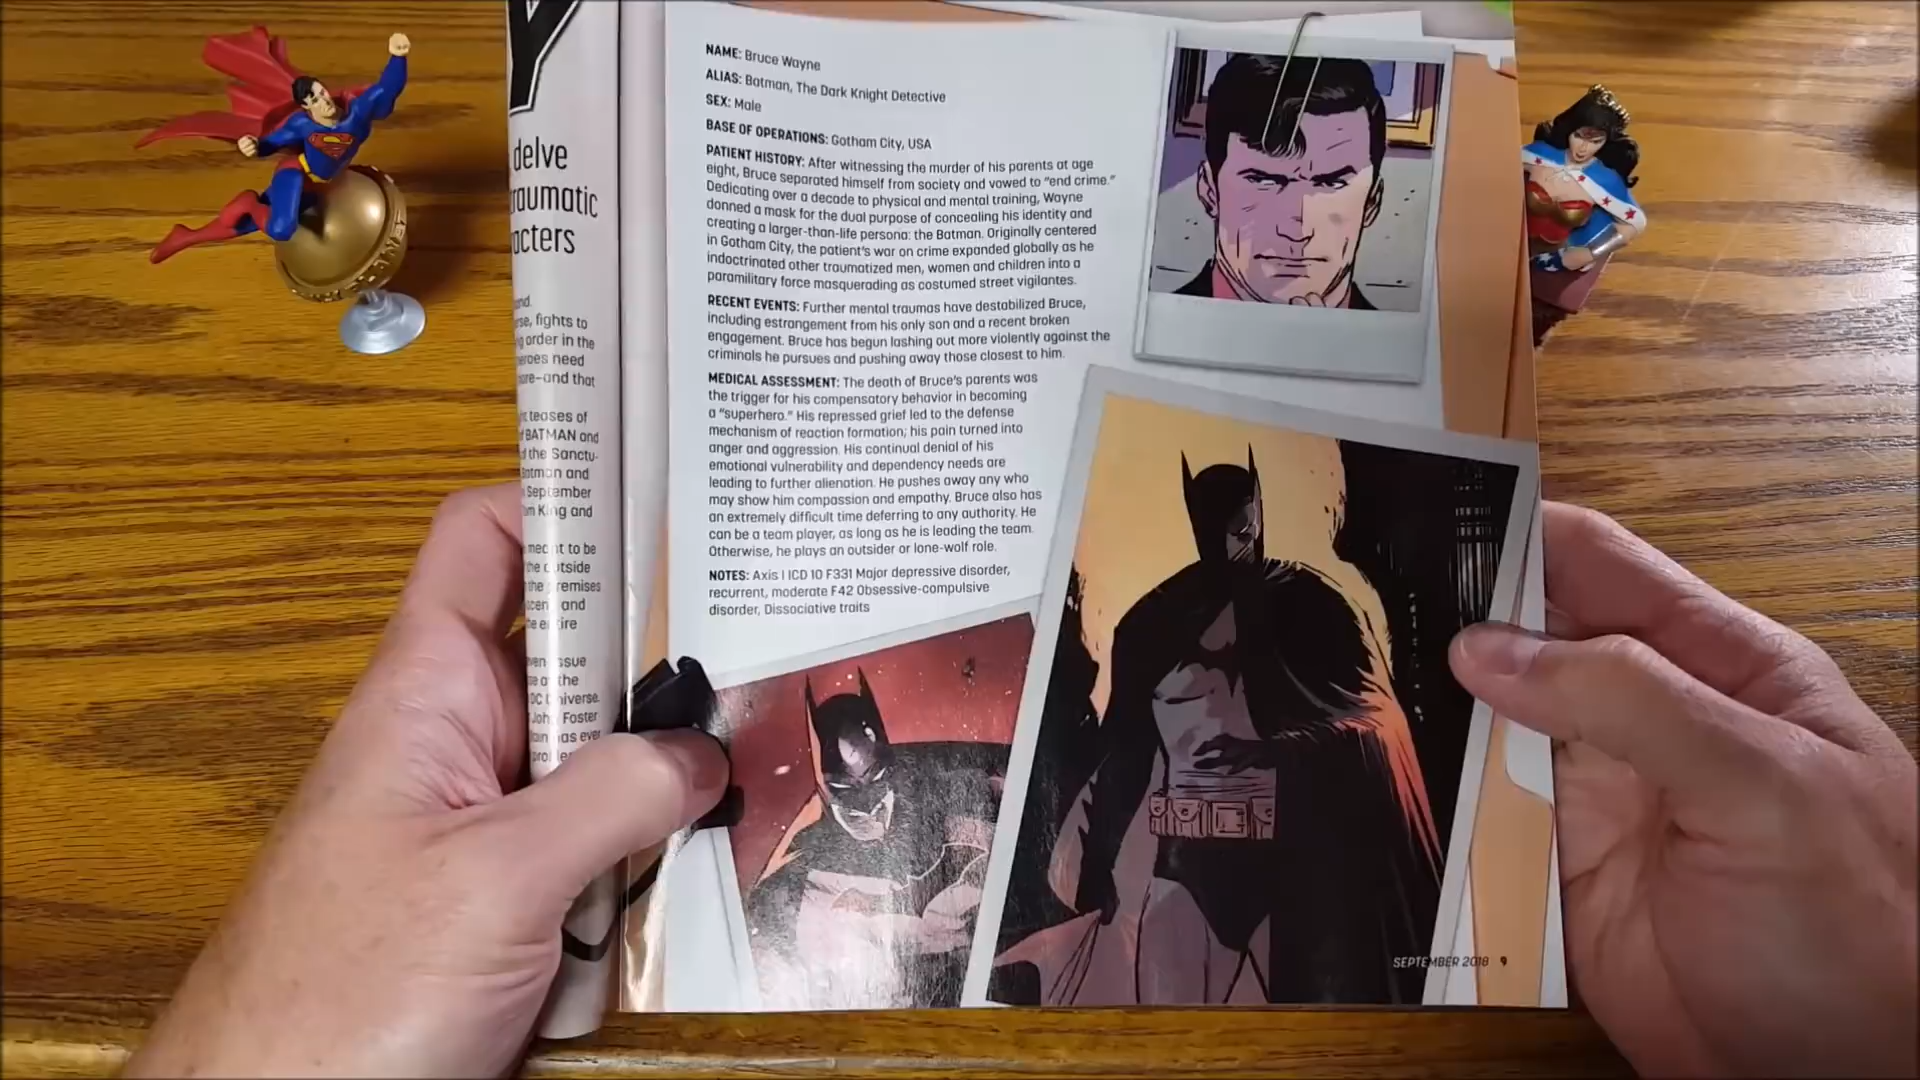 Y
delve
raumatic
acters
and.
rse, fights to
g order in the
heroes need
ore—and that
teases of
BATMAN and
d the Sanctu-
Batman and
September
om King and
meant to be
the outside
the premises
and
entire
issue
the
DC Universe.
John Foster
has ever
NAME: Bruce Wayne
ALIAS: Batman, The Dark Knight Detective
SEX: Male
BASE OF OPERATIONS: Gotham City, USA
PATIENT HISTORY: After witnessing the murder of his parents at age
eight, Bruce separated himself from society and vowed to "end crime."
Dedicating over a decade to physical and mental training, Wayne
donned a mask for the dual purpose of concealing his identity and
creating a larger-than-life persona: the Batman. Originally centered
in Gotham City, the patient's war on crime expanded globally as he
indoctrinated other traumatized men, women and children into a
paramilitary force masquerading as costumed street vigilantes.
RECENT EVENTS: Further mental traumas have destabilized Bruce,
including estrangement from his only son and a recent broken
engagement. Bruce has begun lashing out more violently against the
criminals he pursues and pushing away those closest to him.
MEDICAL ASSESSMENT: The death of Bruce's parents was
the trigger for his compensatory behavior in becoming
a "superhero." His repressed grief led to the defense
mechanism of reaction formation; his pain turned into
anger and aggression. His continual denial of his
emotional vulnerability and dependency needs are
leading to further alienation. He pushes away any who
may show him compassion and empathy. Bruce also has
an extremely difficult time deferring to any authority. He
can be a team player, as long as he is leading the team.
Otherwise, he plays an outsider or lone-wolf role.
NOTES: Axis I ICD 10 F331 Major depressive disorder,
recurrent, moderate F42 Obsessive-compulsive
disorder, Dissociative traits
SEPTEMBER 2018 9